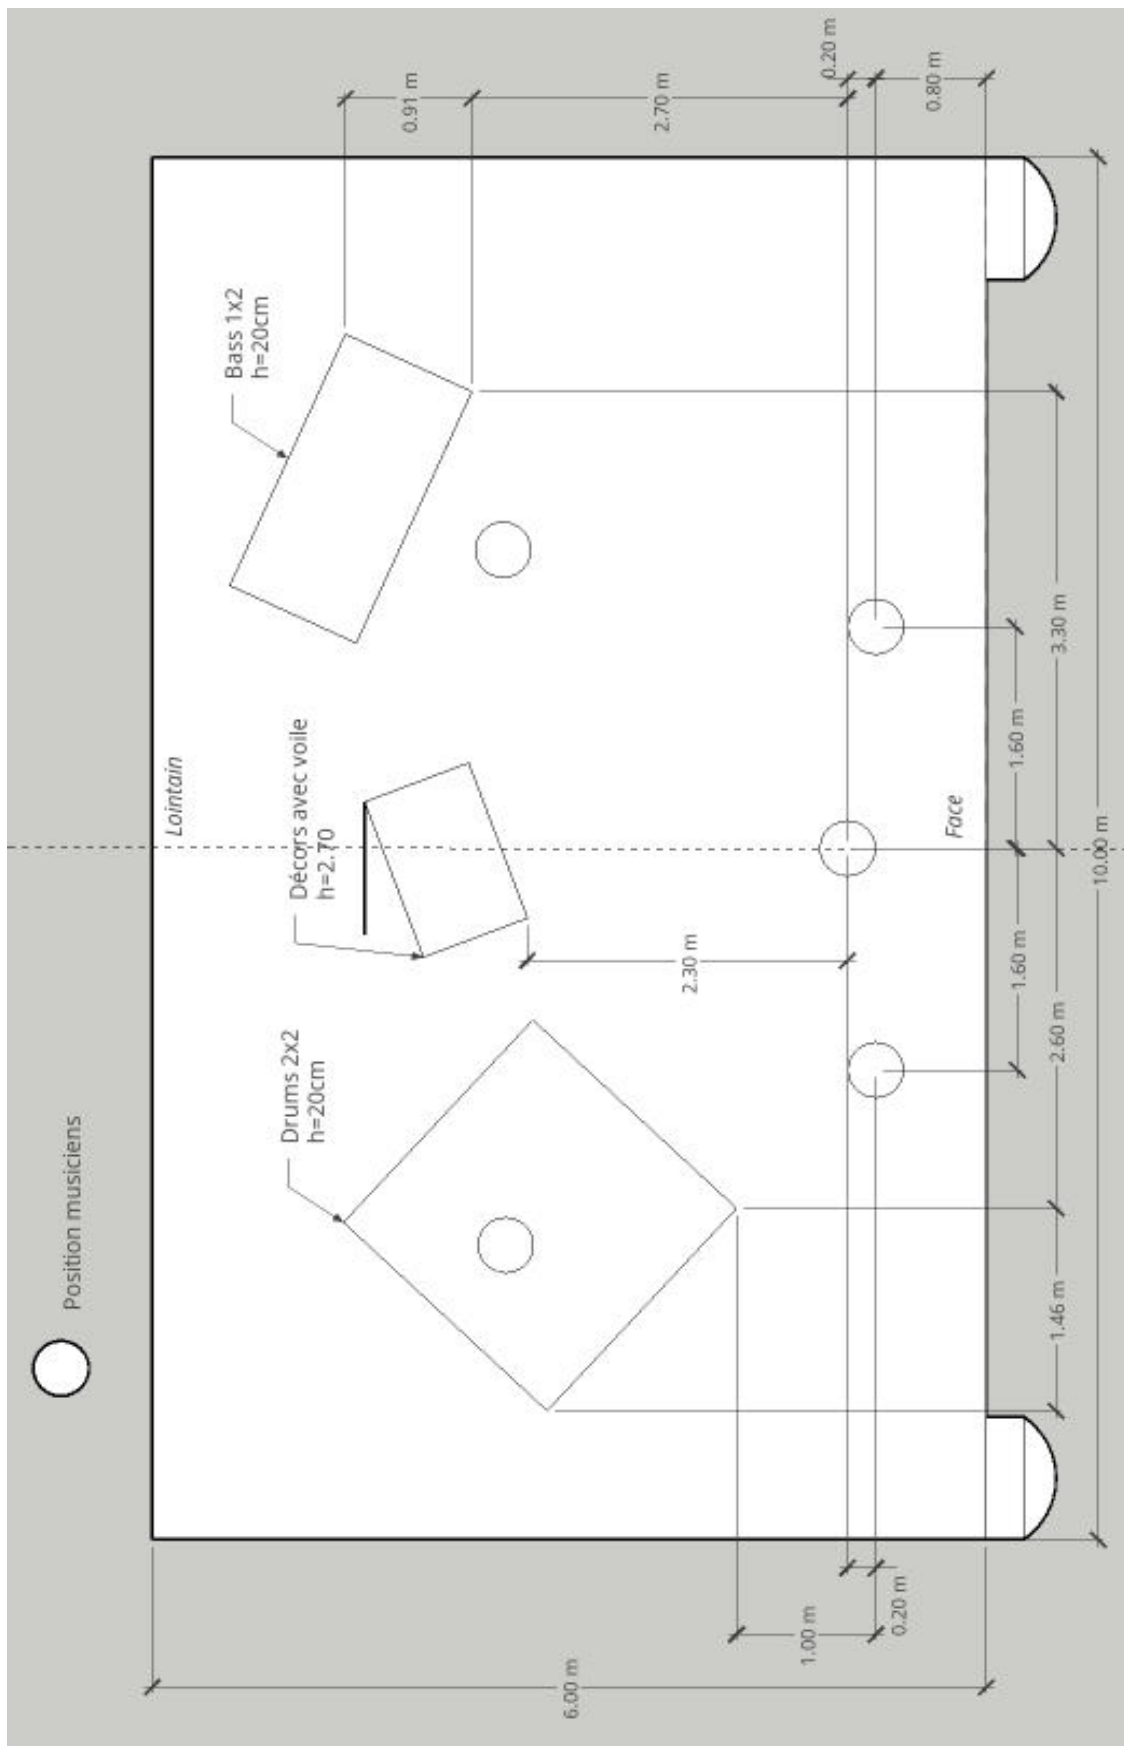 Position musiciens
Lointain
Drums 2x2
h=20cm
Décors avec voile
h=2.70
Bass 1x2
h=20cm
0.91 m
2.70 m
0.20 m
0.80 m
2.30 m
6.00 m
1.00 m
0.20 m
Face
1.60 m
1.60 m
1.46 m
2.60 m
3.30 m
10.00 m